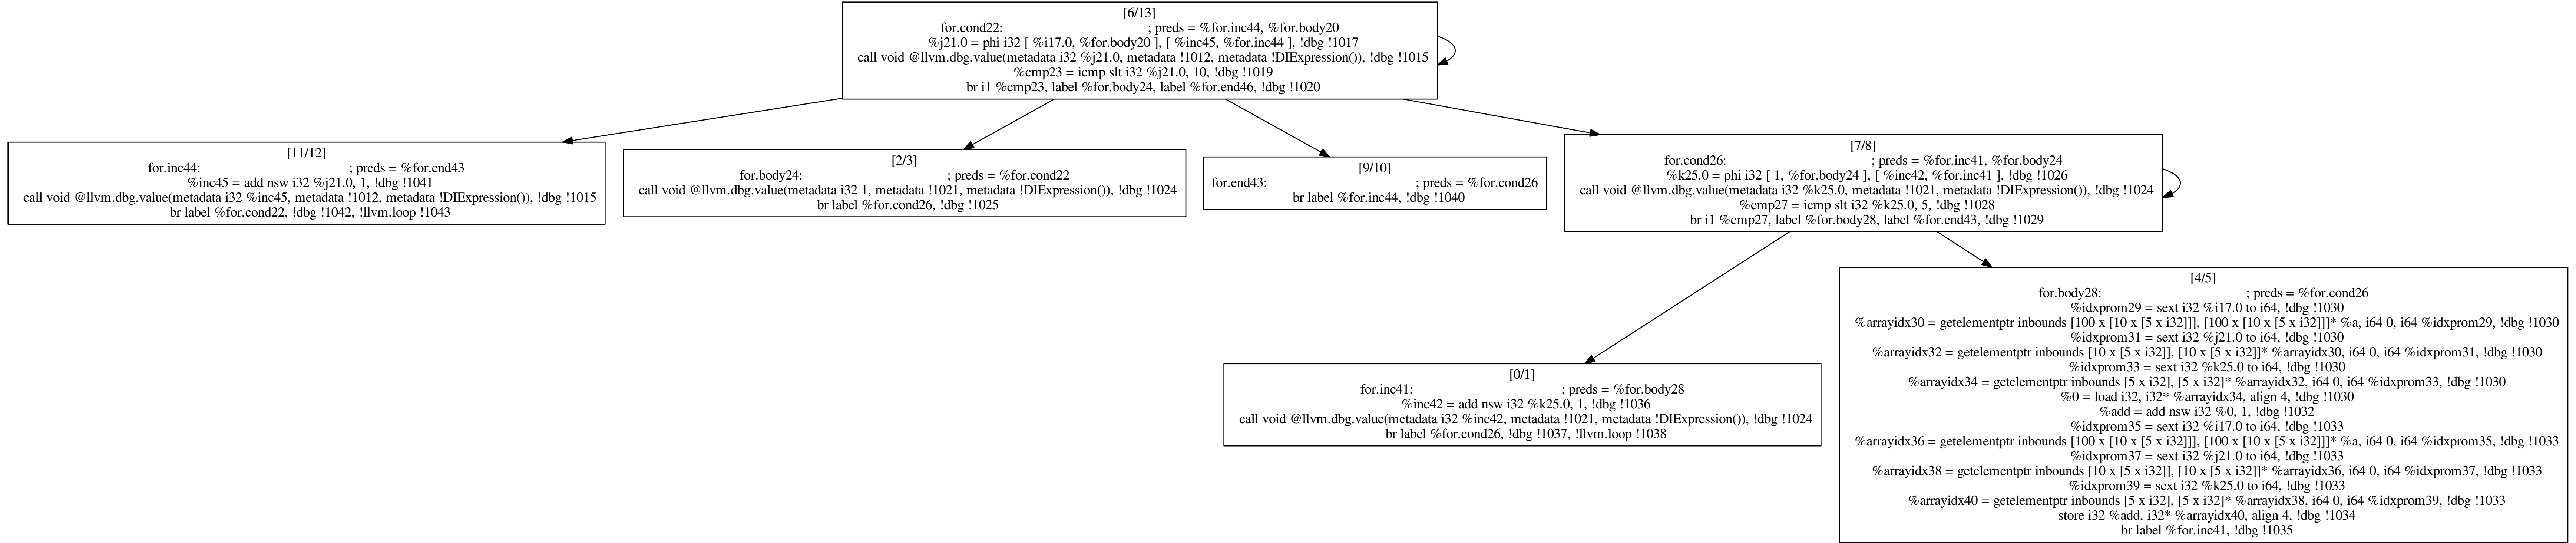 [6/13]
for.cond22: ; preds = %for.inc44, %for.body20
%j21.0 = phi i32 [ %i17.0, %for.body20 ], [ %inc45, %for.inc44 ], !dbg !1017
call void @llvm.dbg.value(metadata i32 %j21.0, metadata !1012, metadata !DIExpression()), !dbg !1015
%cmp23 = icmp slt i32 %j21.0, 10, !dbg !1019
br i1 %cmp23, label %for.body24, label %for.end46, !dbg !1020
[11/12]
for.inc44: ; preds = %for.end43
%inc45 = add nsw i32 %j21.0, 1, !dbg !1041
call void @llvm.dbg.value(metadata i32 %inc45, metadata !1012, metadata !DIExpression()), !dbg !1015
br label %for.cond22, !dbg !1042, !llvm.loop !1043
[2/3]
for.body24: ; preds = %for.cond22
call void @llvm.dbg.value(metadata i32 1, metadata !1021, metadata !DIExpression()), !dbg !1024
br label %for.cond26, !dbg !1025
[9/10]
for.end43: ; preds = %for.cond26
br label %for.inc44, !dbg !1040
[7/8]
for.cond26: ; preds = %for.inc41, %for.body24
%k25.0 = phi i32 [ 1, %for.body24 ], [ %inc42, %for.inc41 ], !dbg !1026
call void @llvm.dbg.value(metadata i32 %k25.0, metadata !1021, metadata !DIExpression()), !dbg !1024
%cmp27 = icmp slt i32 %k25.0, 5, !dbg !1028
br i1 %cmp27, label %for.body28, label %for.end43, !dbg !1029
[0/1]
for.inc41: ; preds = %for.body28
%inc42 = add nsw i32 %k25.0, 1, !dbg !1036
call void @llvm.dbg.value(metadata i32 %inc42, metadata !1021, metadata !DIExpression()), !dbg !1024
br label %for.cond26, !dbg !1037, !llvm.loop !1038
[4/5]
for.body28: ; preds = %for.cond26
%idxprom29 = sext i32 %i17.0 to i64, !dbg !1030
%arrayidx30 = getelementptr inbounds [100 x [10 x [5 x i32]]], [100 x [10 x [5 x i32]]]* %a, i64 0, i64 %idxprom29, !dbg !1030
%idxprom31 = sext i32 %j21.0 to i64, !dbg !1030
%arrayidx32 = getelementptr inbounds [10 x [5 x i32]], [10 x [5 x i32]]* %arrayidx30, i64 0, i64 %idxprom31, !dbg !1030
%idxprom33 = sext i32 %k25.0 to i64, !dbg !1030
%arrayidx34 = getelementptr inbounds [5 x i32], [5 x i32]* %arrayidx32, i64 0, i64 %idxprom33, !dbg !1030
%0 = load i32, i32* %arrayidx34, align 4, !dbg !1030
%add = add nsw i32 %0, 1, !dbg !1032
%idxprom35 = sext i32 %i17.0 to i64, !dbg !1033
%arrayidx36 = getelementptr inbounds [100 x [10 x [5 x i32]]], [100 x [10 x [5 x i32]]]* %a, i64 0, i64 %idxprom35, !dbg !1033
%idxprom37 = sext i32 %j21.0 to i64, !dbg !1033
%arrayidx38 = getelementptr inbounds [10 x [5 x i32]], [10 x [5 x i32]]* %arrayidx36, i64 0, i64 %idxprom37, !dbg !1033
%idxprom39 = sext i32 %k25.0 to i64, !dbg !1033
%arrayidx40 = getelementptr inbounds [5 x i32], [5 x i32]* %arrayidx38, i64 0, i64 %idxprom39, !dbg !1033
store i32 %add, i32* %arrayidx40, align 4, !dbg !1034
br label %for.inc41, !dbg !1035